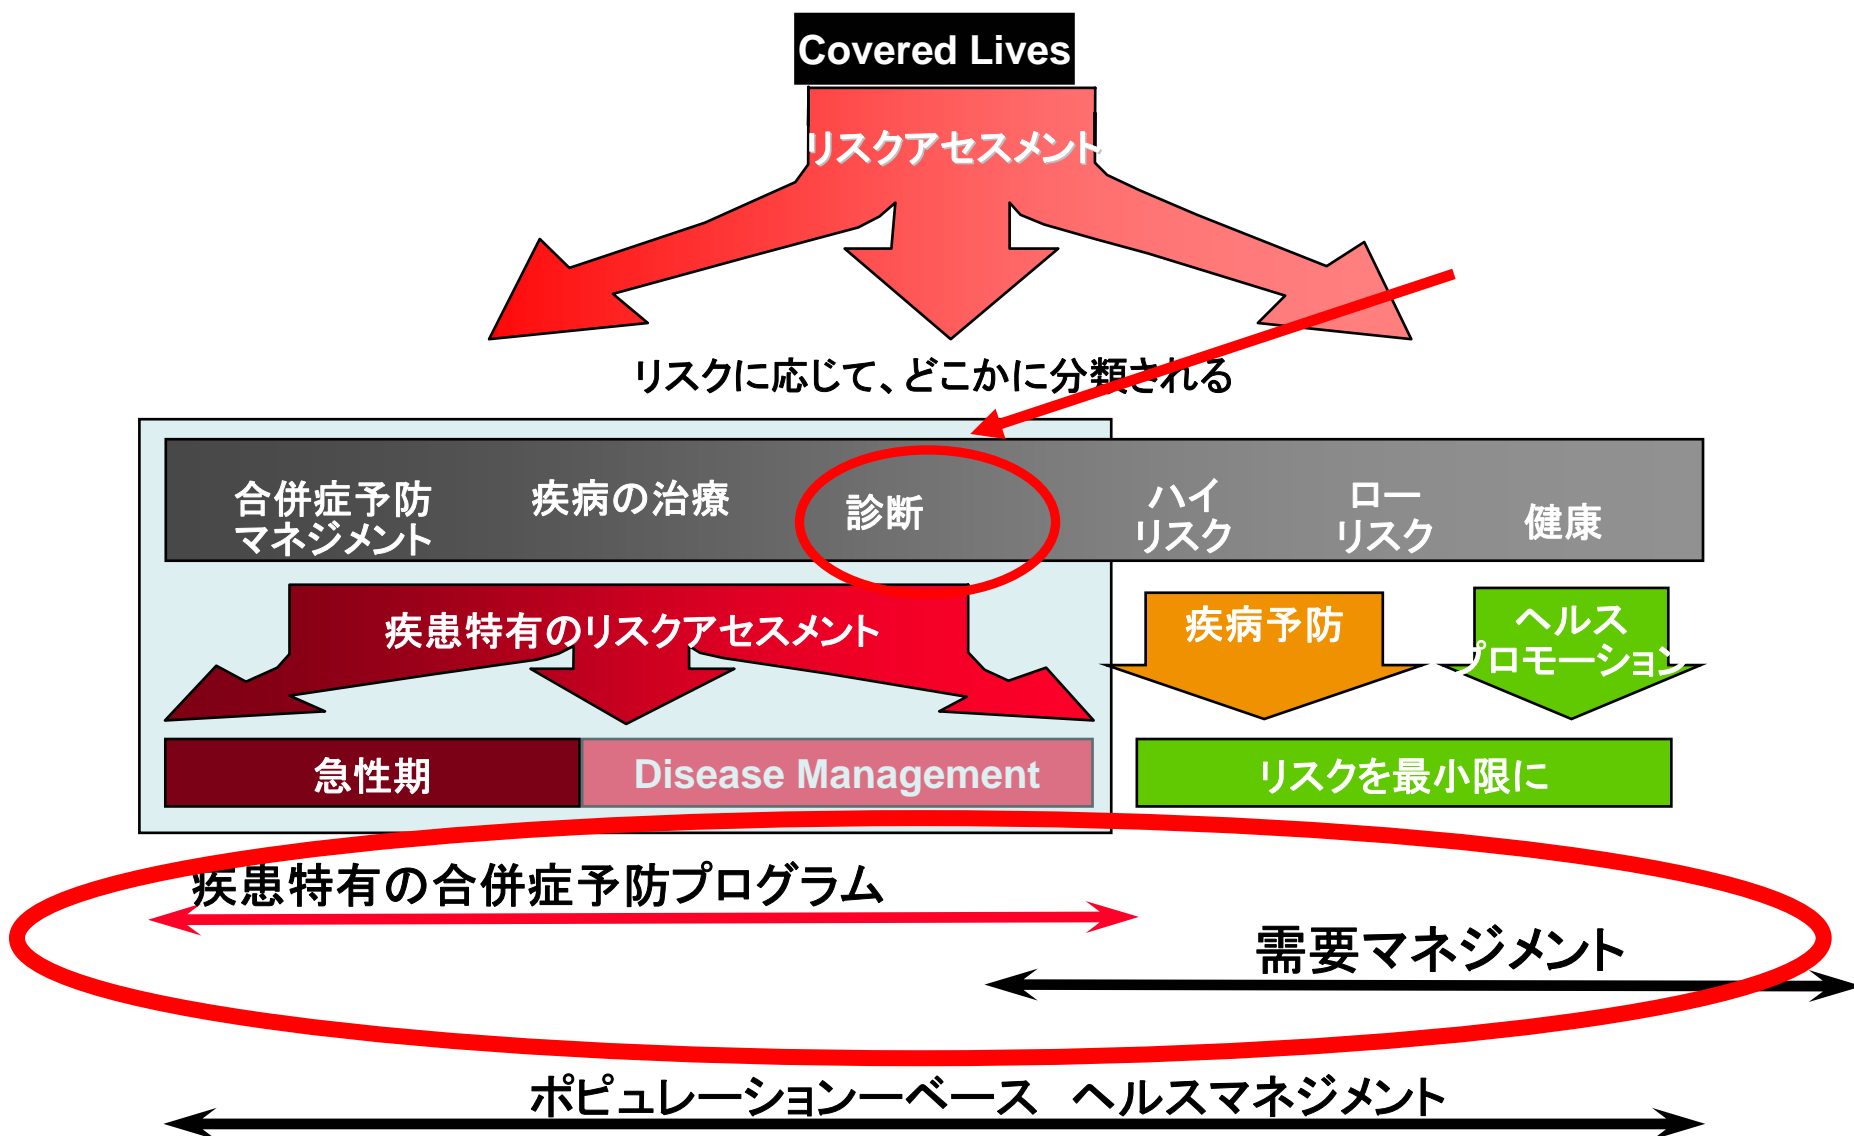 Covered Lives
リスクアセスメント
リスクに応じて、どこかに分類される
合併症予防
マネジメント
疾病の治療
診断
ハイ
リスク
ロー
リスク
健康
疾患特有のリスクアセスメント
疾病予防
ヘルス
プロモーション
急性期
Disease Management
リスクを最小限に
疾患特有の合併症予防プログラム
需要マネジメント
ポピュレーションーベース　ヘルスマネジメント